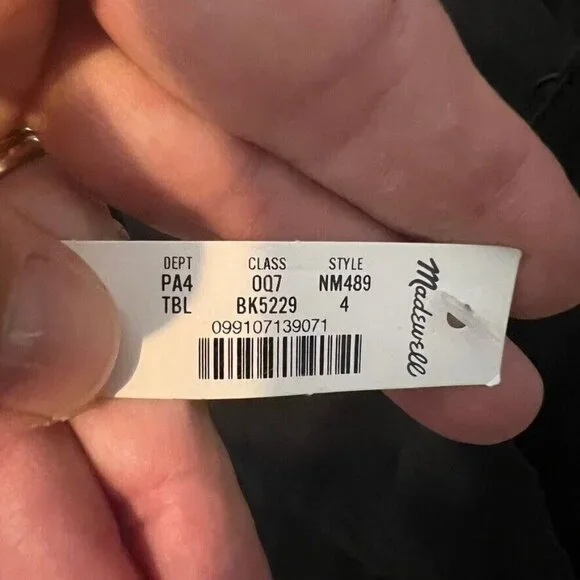 DEPT CLASS STYLE
PA4 0Q7 NM489
TBL BK5229 4
099107139071
Madewell